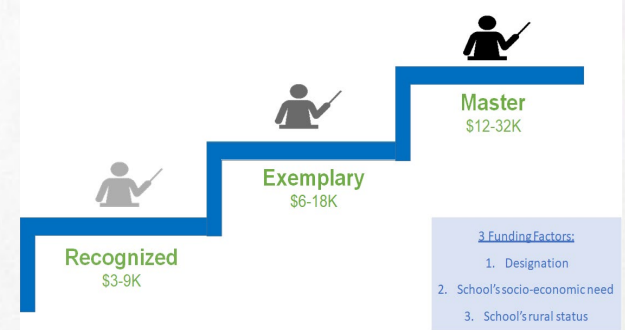 Master
$12-32K
Exemplary
$6-18K
Recognized
$3-9K
3 Funding Factors:
1. Designation
2. School's socio-economic need
3. School's rural status